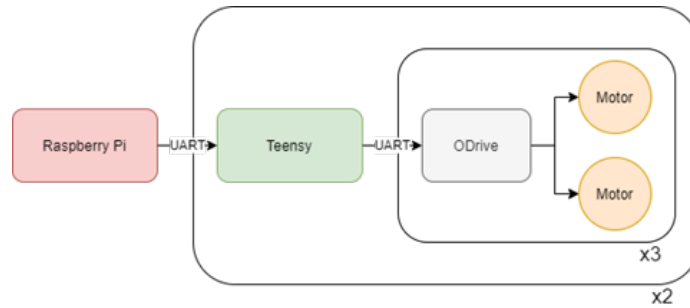 Motor
Raspberry Pi
UART
Teensy
UART
ODrive
Motor
x3
x2